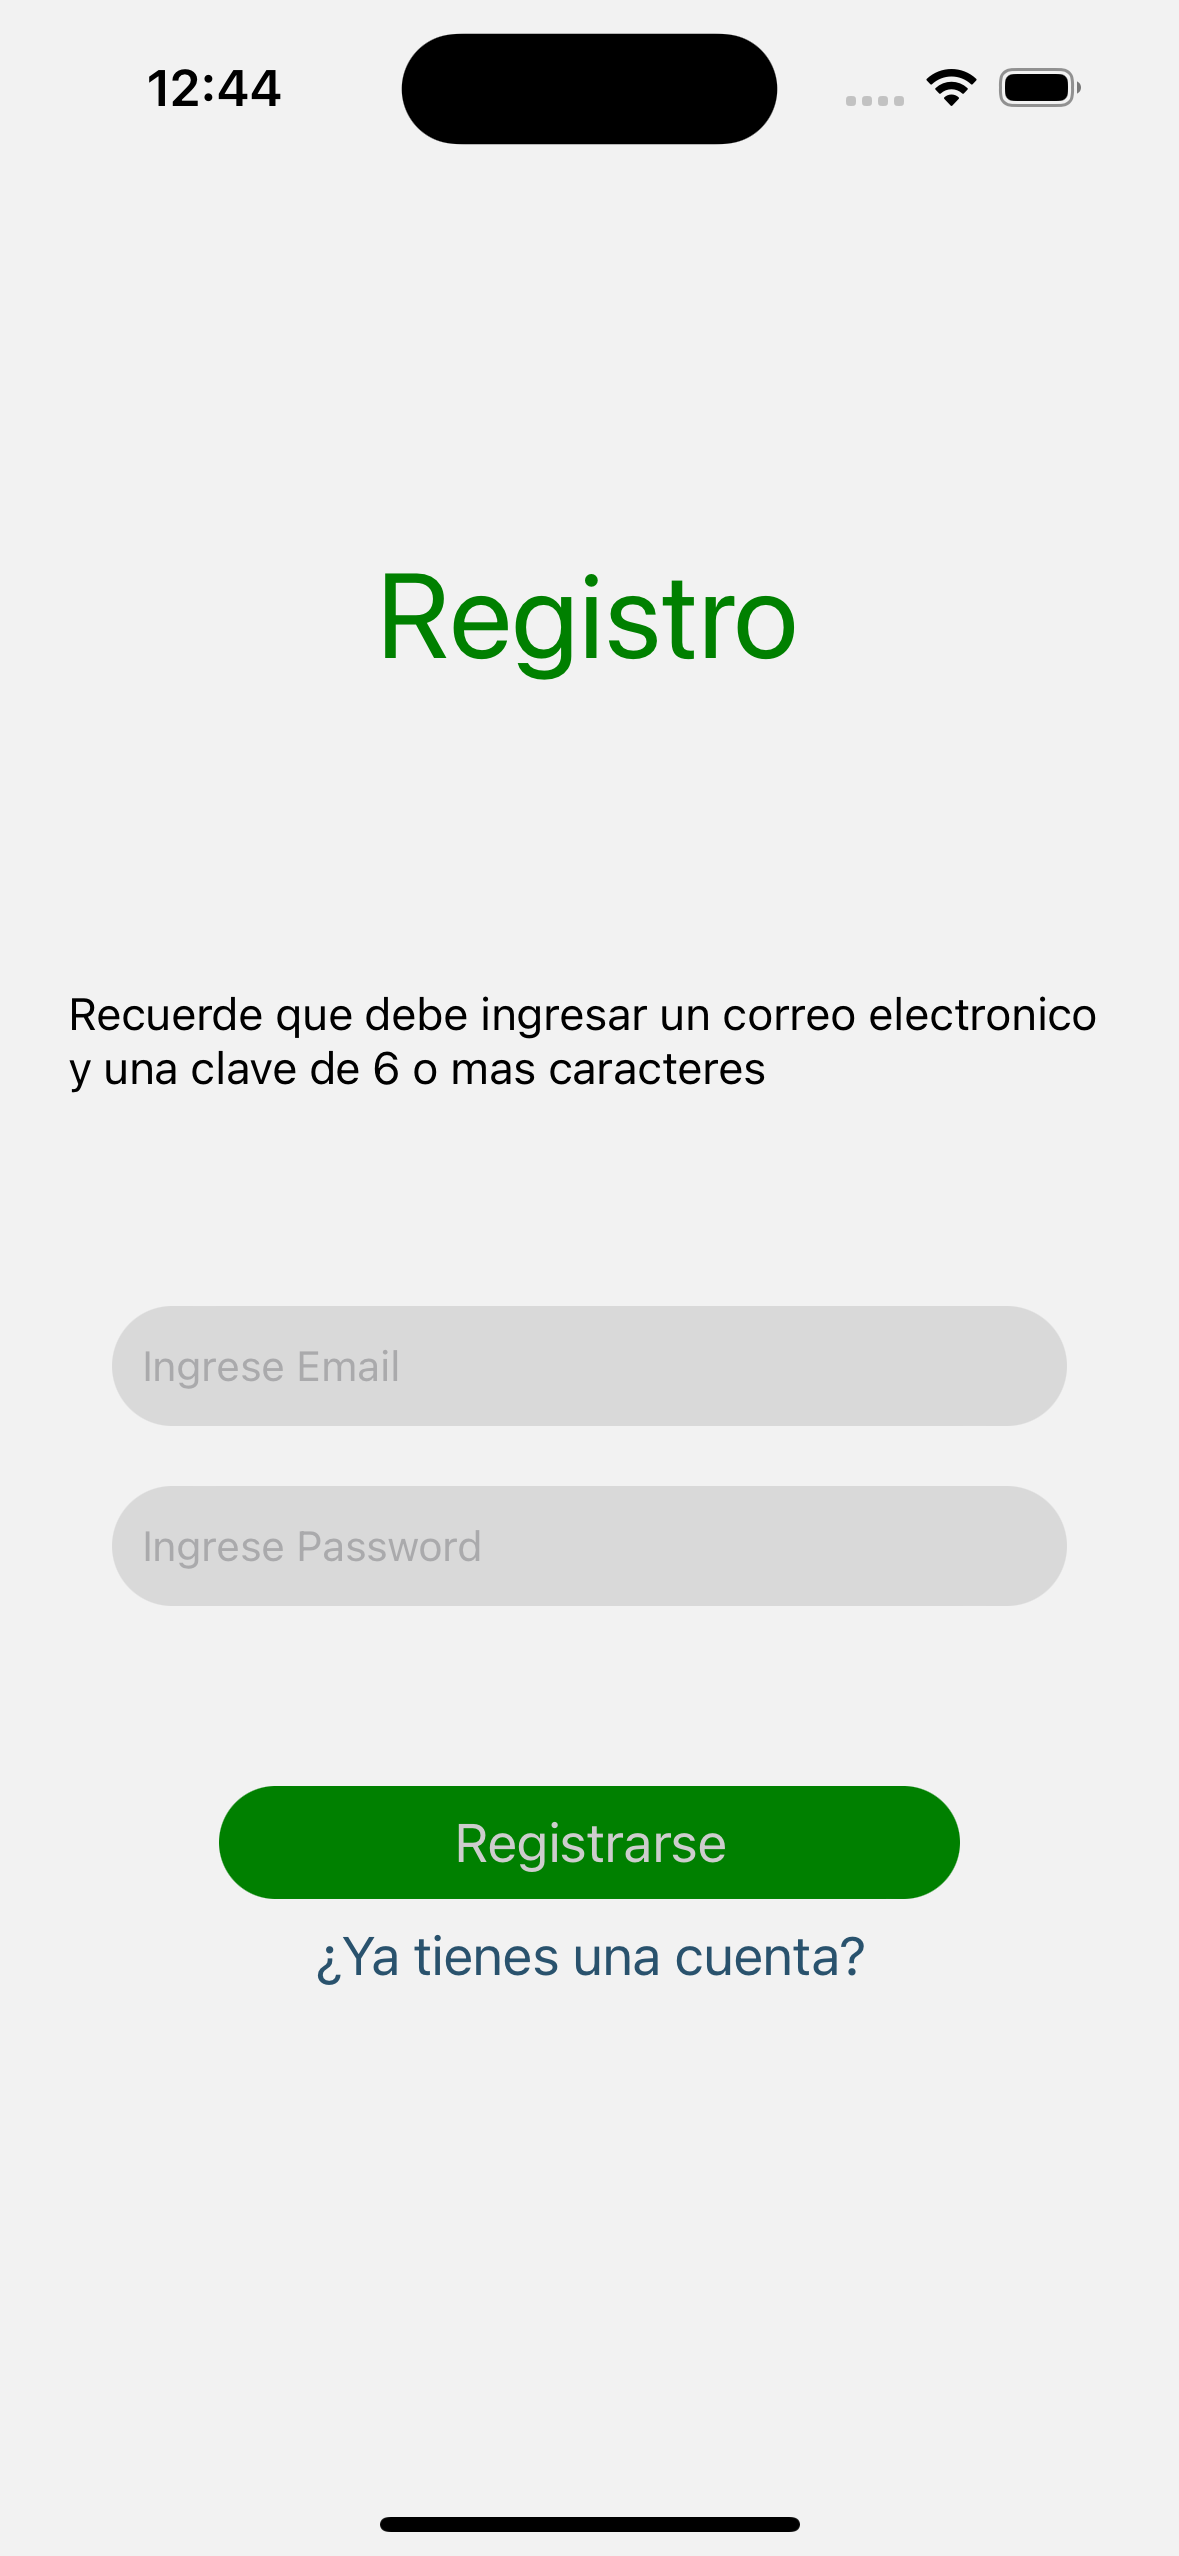 12:44
Registro
Recuerde que debe ingresar un correo electronico
y una clave de 6 o mas caracteres
Ingrese Email
Ingrese Password
Registrarse
¿Ya tienes una cuenta?